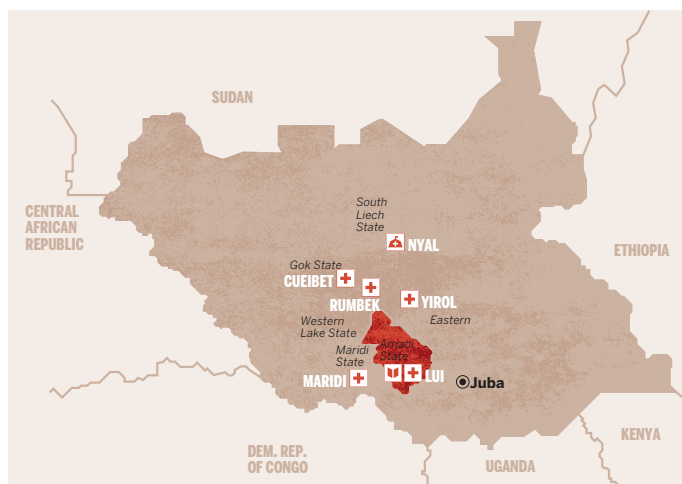 SUDAN
CENTRAL
AFRICAN
REPUBLIC
South
Liech
State
NYAL
ETHIOPIA
Gok State
CUEIBET
RUMBEK
YIROL
Western
Lake State
Eastern
Amadi
State
Maridi
State
MARIDI
LUI
Juba
DEM. REP.
OF CONGO
UGANDA
KENYA